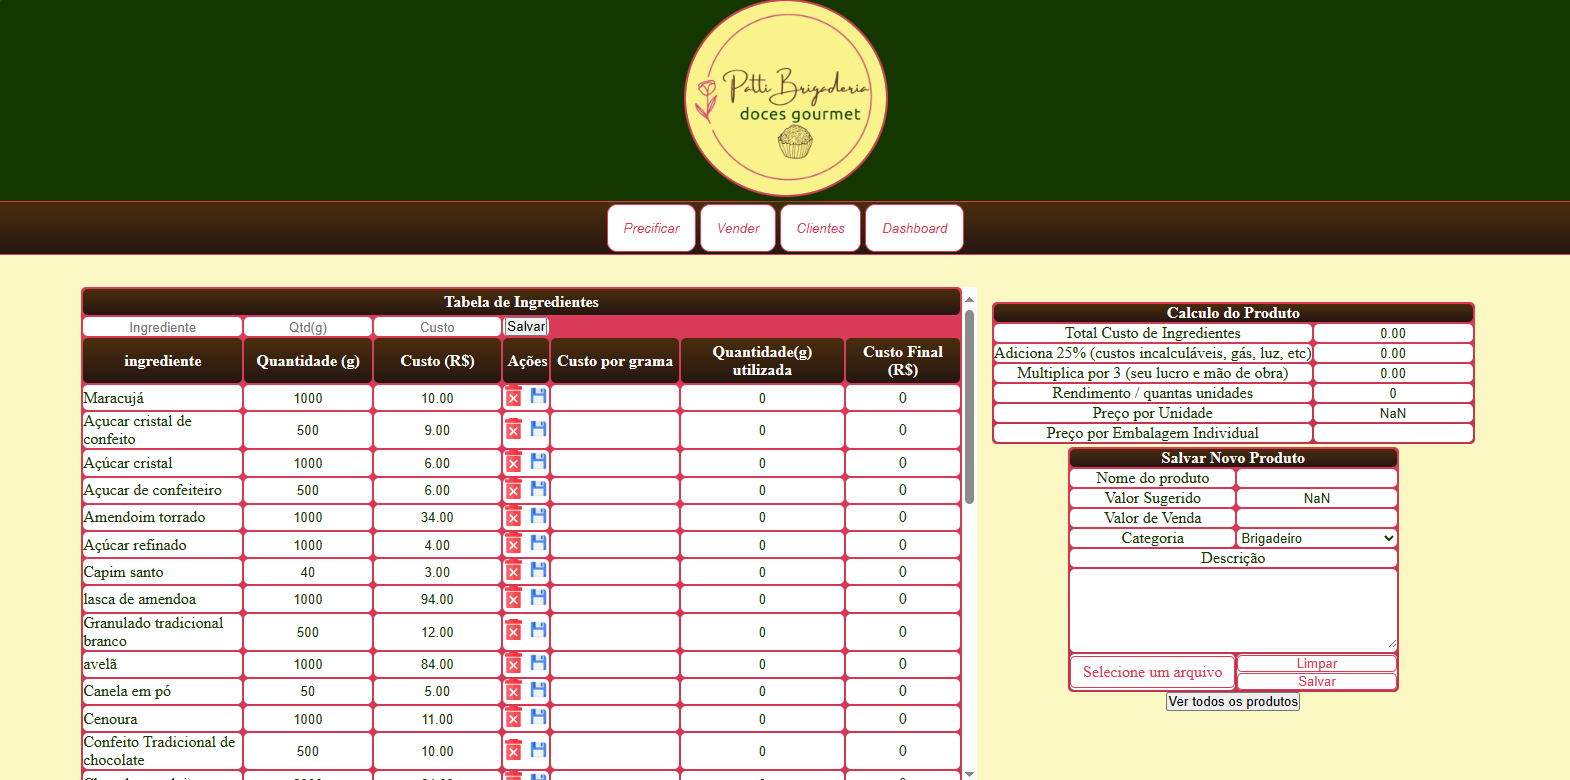 Patti Brigaderia
doces gourmet
Precificar Vender Clientes Dashboard
Tabela de Ingredientes
Ingrediente Qtd(g) Custo Salvar
ingrediente Quantidade (g) Custo (R$) Ações Custo por grama Quantidade(g) utilizada Custo Final (R$)
Maracujá 1000 10.00 0 0
Açucar cristal de confeito 500 9.00 0 0
Açúcar cristal 1000 6.00 0 0
Açucar de confeiteiro 500 6.00 0 0
Amendoim torrado 1000 34.00 0 0
Açúcar refinado 1000 4.00 0 0
Capim santo 40 3.00 0 0
lasca de amendoa 1000 94.00 0 0
Granulado tradicional branco 500 12.00 0 0
avelã 1000 84.00 0 0
Canela em pó 50 5.00 0 0
Cenoura 1000 11.00 0 0
Confeito Tradicional de chocolate 500 10.00 0 0
Calculo do Produto
Total Custo de Ingredientes 0.00
Adiciona 25% (custos incalculáveis, gás, luz, etc) 0.00
Multiplica por 3 (seu lucro e mão de obra) 0.00
Rendimento / quantas unidades 0
Preço por Unidade NaN
Preço por Embalagem Individual
Salvar Novo Produto
Nome do produto
Valor Sugerido NaN
Valor de Venda
Categoria Brigadeiro
Descrição
Selecione um arquivo
Limpar
Salvar
Ver todos os produtos